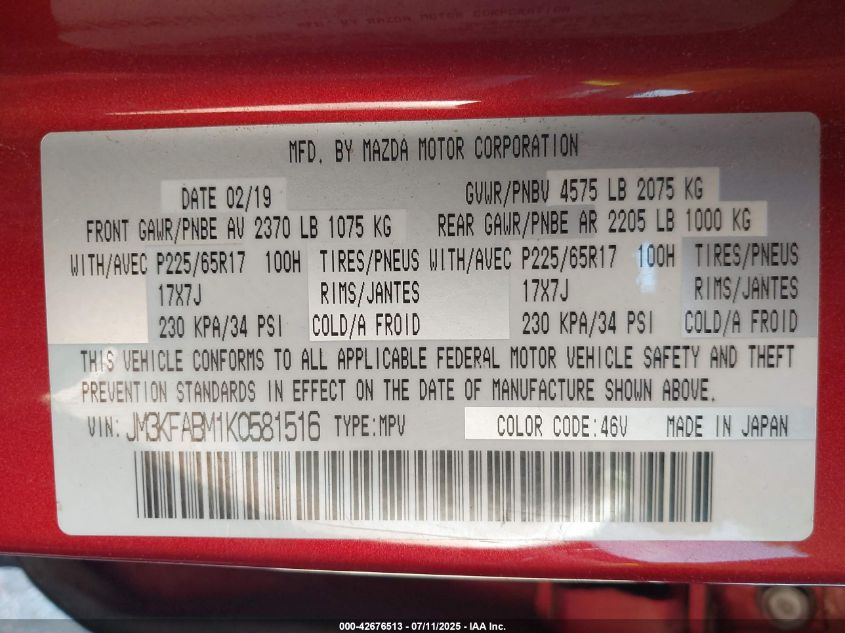 MFD. BY MAZDA MOTOR CORPORATION
DATE 02/19 GVWR/PNBV 4575 LB 2075 KG
FRONT GAWR/PNBE AV 2370 LB 1075 KG REAR GAWR/PNBE AR 2205 LB 1000 KG
WITH/AVEC P225/65R17 100H TIRES/PNEUS WITH/AVEC P225/65R17 100H TIRES/PNEUS
17X7J RIMS/JANTES 17X7J RIMS/JANTES
230 KPA/34 PSI COLD/A FROID 230 KPA/34 PSI COLD/A FROID
THIS VEHICLE CONFORMS TO ALL APPLICABLE FEDERAL MOTOR VEHICLE SAFETY AND THEFT
PREVENTION STANDARDS IN EFFECT ON THE DATE OF MANUFACTURE SHOWN ABOVE.
VIN: JM3KFABM1K0581516 TYPE:MPV COLOR CODE:46V MADE IN JAPAN
000-42676513 - 07/11/2025 - IAA Inc.